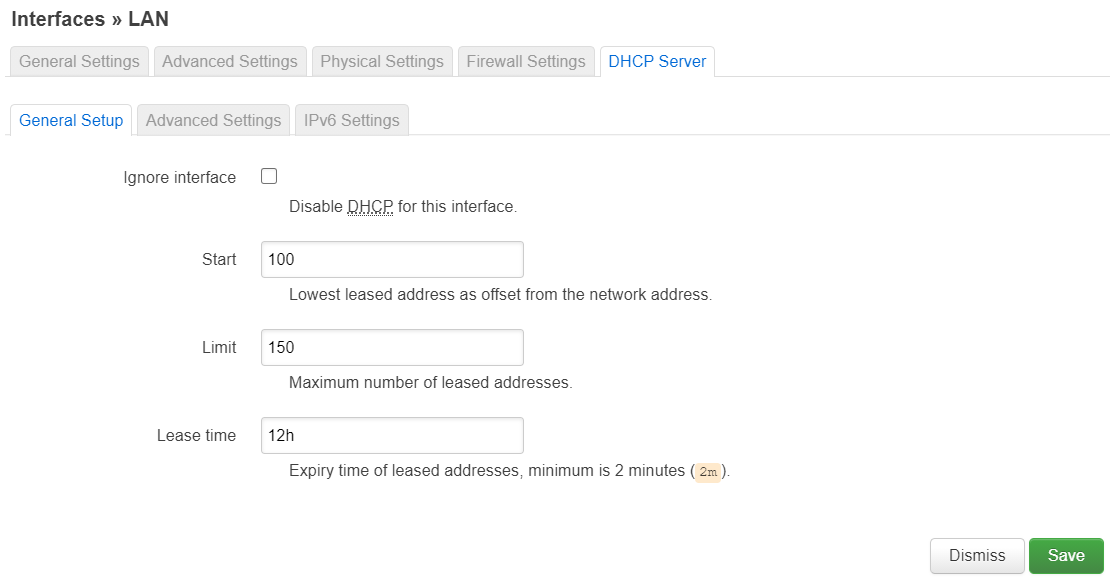 Interfaces » LAN
General Settings Advanced Settings Physical Settings Firewall Settings DHCP Server
General Setup Advanced Settings IPv6 Settings
Ignore interface
Disable DHCP for this interface.
Start 100
Lowest leased address as offset from the network address.
Limit 150
Maximum number of leased addresses.
Lease time 12h
Expiry time of leased addresses, minimum is 2 minutes (2m).
Dismiss Save